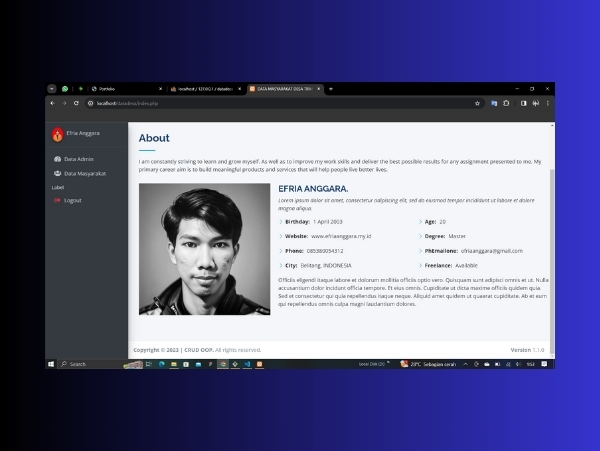 Portfolio
localhost / 127.0.0.1 / datades
DATA MASYARAKAT DESA TRI
localhost/datadesa/index.php
Efria Anggara
Data Admin
Data Masyarakat
Label
Logout
About
I am constantly striving to learn and grow myself. As well as to improve my work skills and deliver the best possible results for any assignment presented to me. My
primary career aim is to build meaningful products and services that will help people live better lives.
EFRIA ANGGARA.
Lorem ipsum dolor sit amet, consectetur adipiscing elit, sed do eiusmod tempor incididunt ut labore et dolore
magna aliqua.
Birthday: 1 April 2003
Age: 20
Website: www.efriaanggara.my.id
Degree: Master
Phone: 085380054312
PhEmailone: efriaanggara@gmail.com
City: Belitang, INDONESIA
Freelance: Available
Officiis eligendi itaque labore et dolorum mollitia officiis optio vero. Quisquam sunt adipisci omnis et ut. Nulla
accusantium dolor incidunt officia tempore. Et eius omnis. Cupiditate ut dicta maxime officiis quidem quia.
Sed et consectetur qui quia repellendus itaque neque. Aliquid amet quidem ut quaerat cupiditate. Ab et eum
qui repellendus omnis culpa magni laudantium dolores.
Copyright © 2023 | CRUD OOP. All rights reserved.
Version 1.1.0
Search
23°C Sebagian cerah
9:52